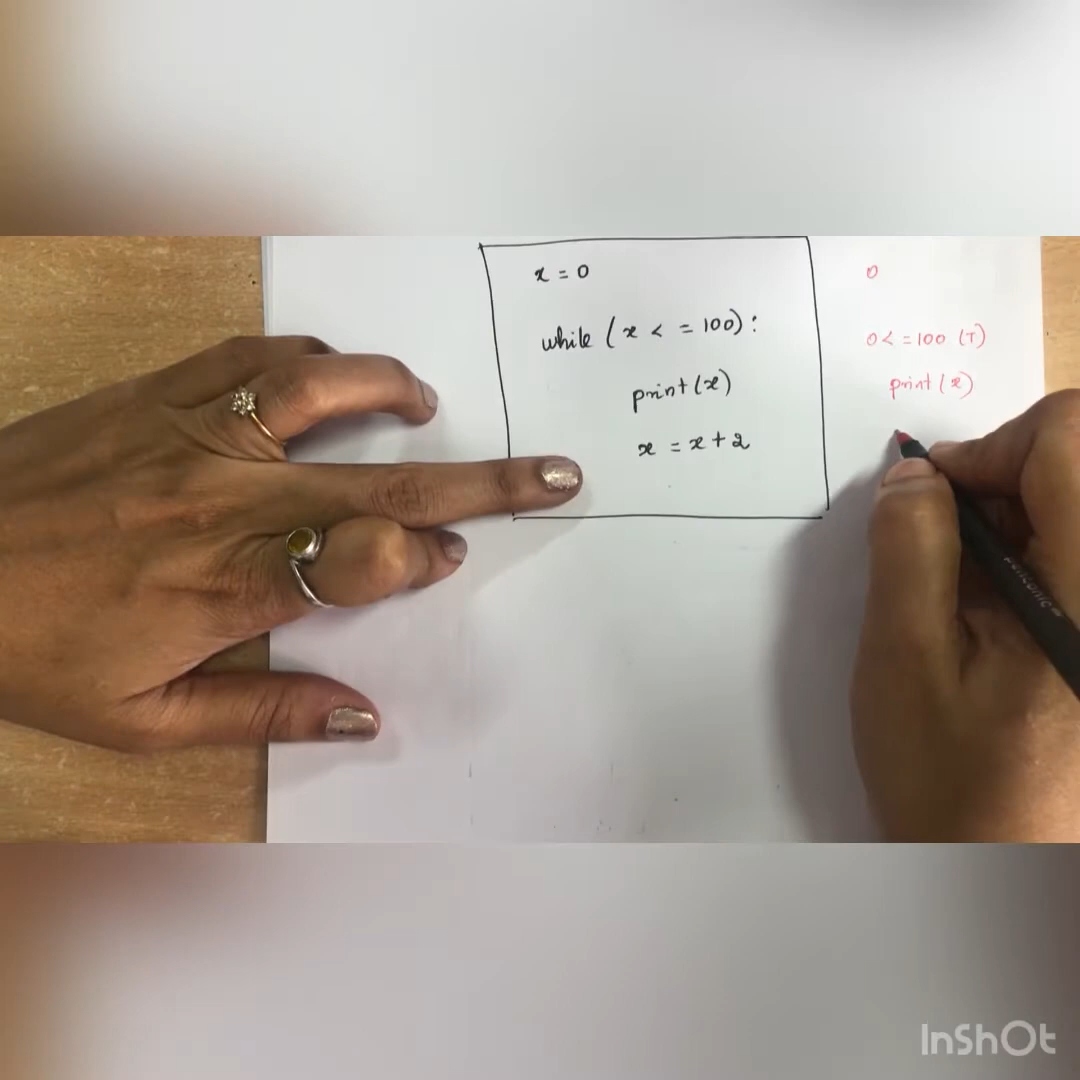 x = 0
while (x < = 100) :
print(x)
x = x + 2
0
0 < = 100 (T)
print (x)
InShOt